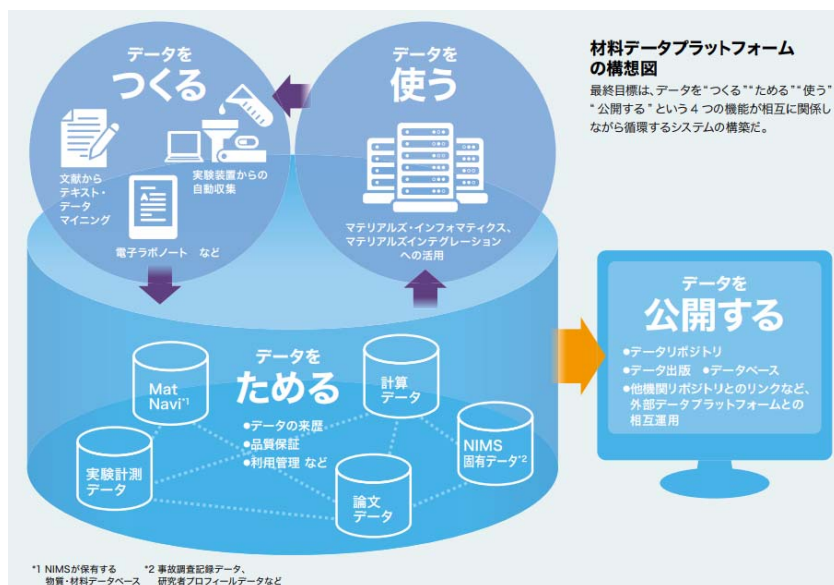 データを
つくる
文献から
テキスト・
データ
マイニング
実験装置からの
自動収集
電子ラボノート など
データを
使う
マテリアルズ・インフォマティクス、
マテリアルズインテグレーション
への活用
材料データプラットフォーム
の構想図
最終目標は、データを“つくる”“ためる”“使う”
“公開する”という4つの機能が相互に関係し
ながら循環するシステムの構築だ。
データを
ためる
●データの来歴
●品質保証
●利用管理 など
Mat
Navi*1
計算
データ
実験計測
データ
論文
データ
NIMS
固有データ*2
データを
公開する
●データリポジトリ
●データ出版 ●データベース
●他機関リポジトリとのリンクなど、
外部データプラットフォームとの
相互運用
*1 NIMSが保有する
物質・材料データベース
*2 事故調査記録データ、
研究者プロフィールデータなど